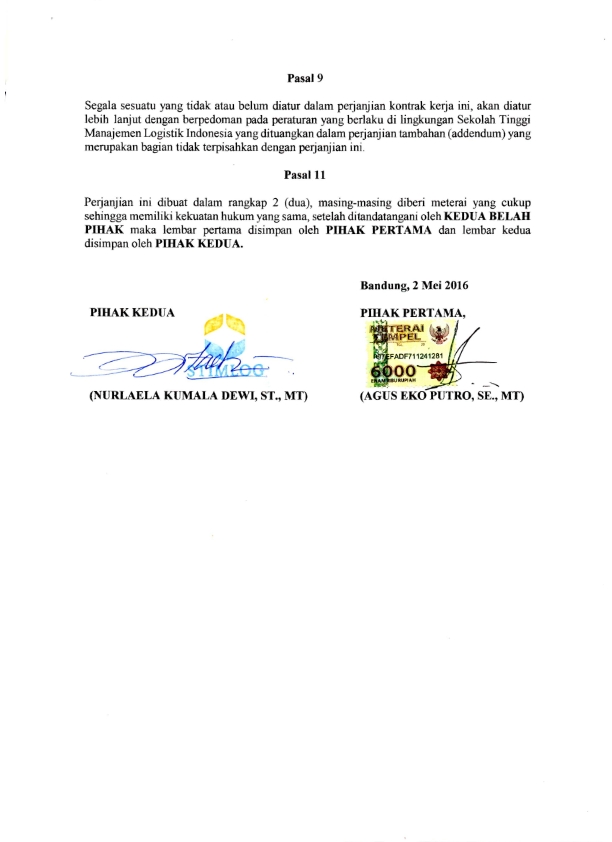 Pasal 9
Segala sesuatu yang tidak atau belum diatur dalam perjanjian kontrak kerja ini, akan diatur
lebih lanjut dengan berpedoman pada peraturan yang berlaku di lingkungan Sekolah Tinggi
Manajemen Logistik Indonesia yang dituangkan dalam perjanjian tambahan (addendum) yang
merupakan bagian tidak terpisahkan dengan perjanjian ini.
Pasal 11
Perjanjian ini dibuat dalam rangkap 2 (dua), masing-masing diberi meterai yang cukup
sehingga memiliki kekuatan hukum yang sama, setelah ditandatangani oleh KEDUA BELAH
PIHAK maka lembar pertama disimpan oleh PIHAK PERTAMA dan lembar kedua
disimpan oleh PIHAK KEDUA.
Bandung, 2 Mei 2016
PIHAK KEDUA
PIHAK PERTAMA,
METERAI
TEMPEL
EFADF711241281
6000
ENAM RIBU RUPIAH
STIMLOG
(NURLAELA KUMALA DEWI, ST., MT)
(AGUS EKO PUTRO, SE., MT)